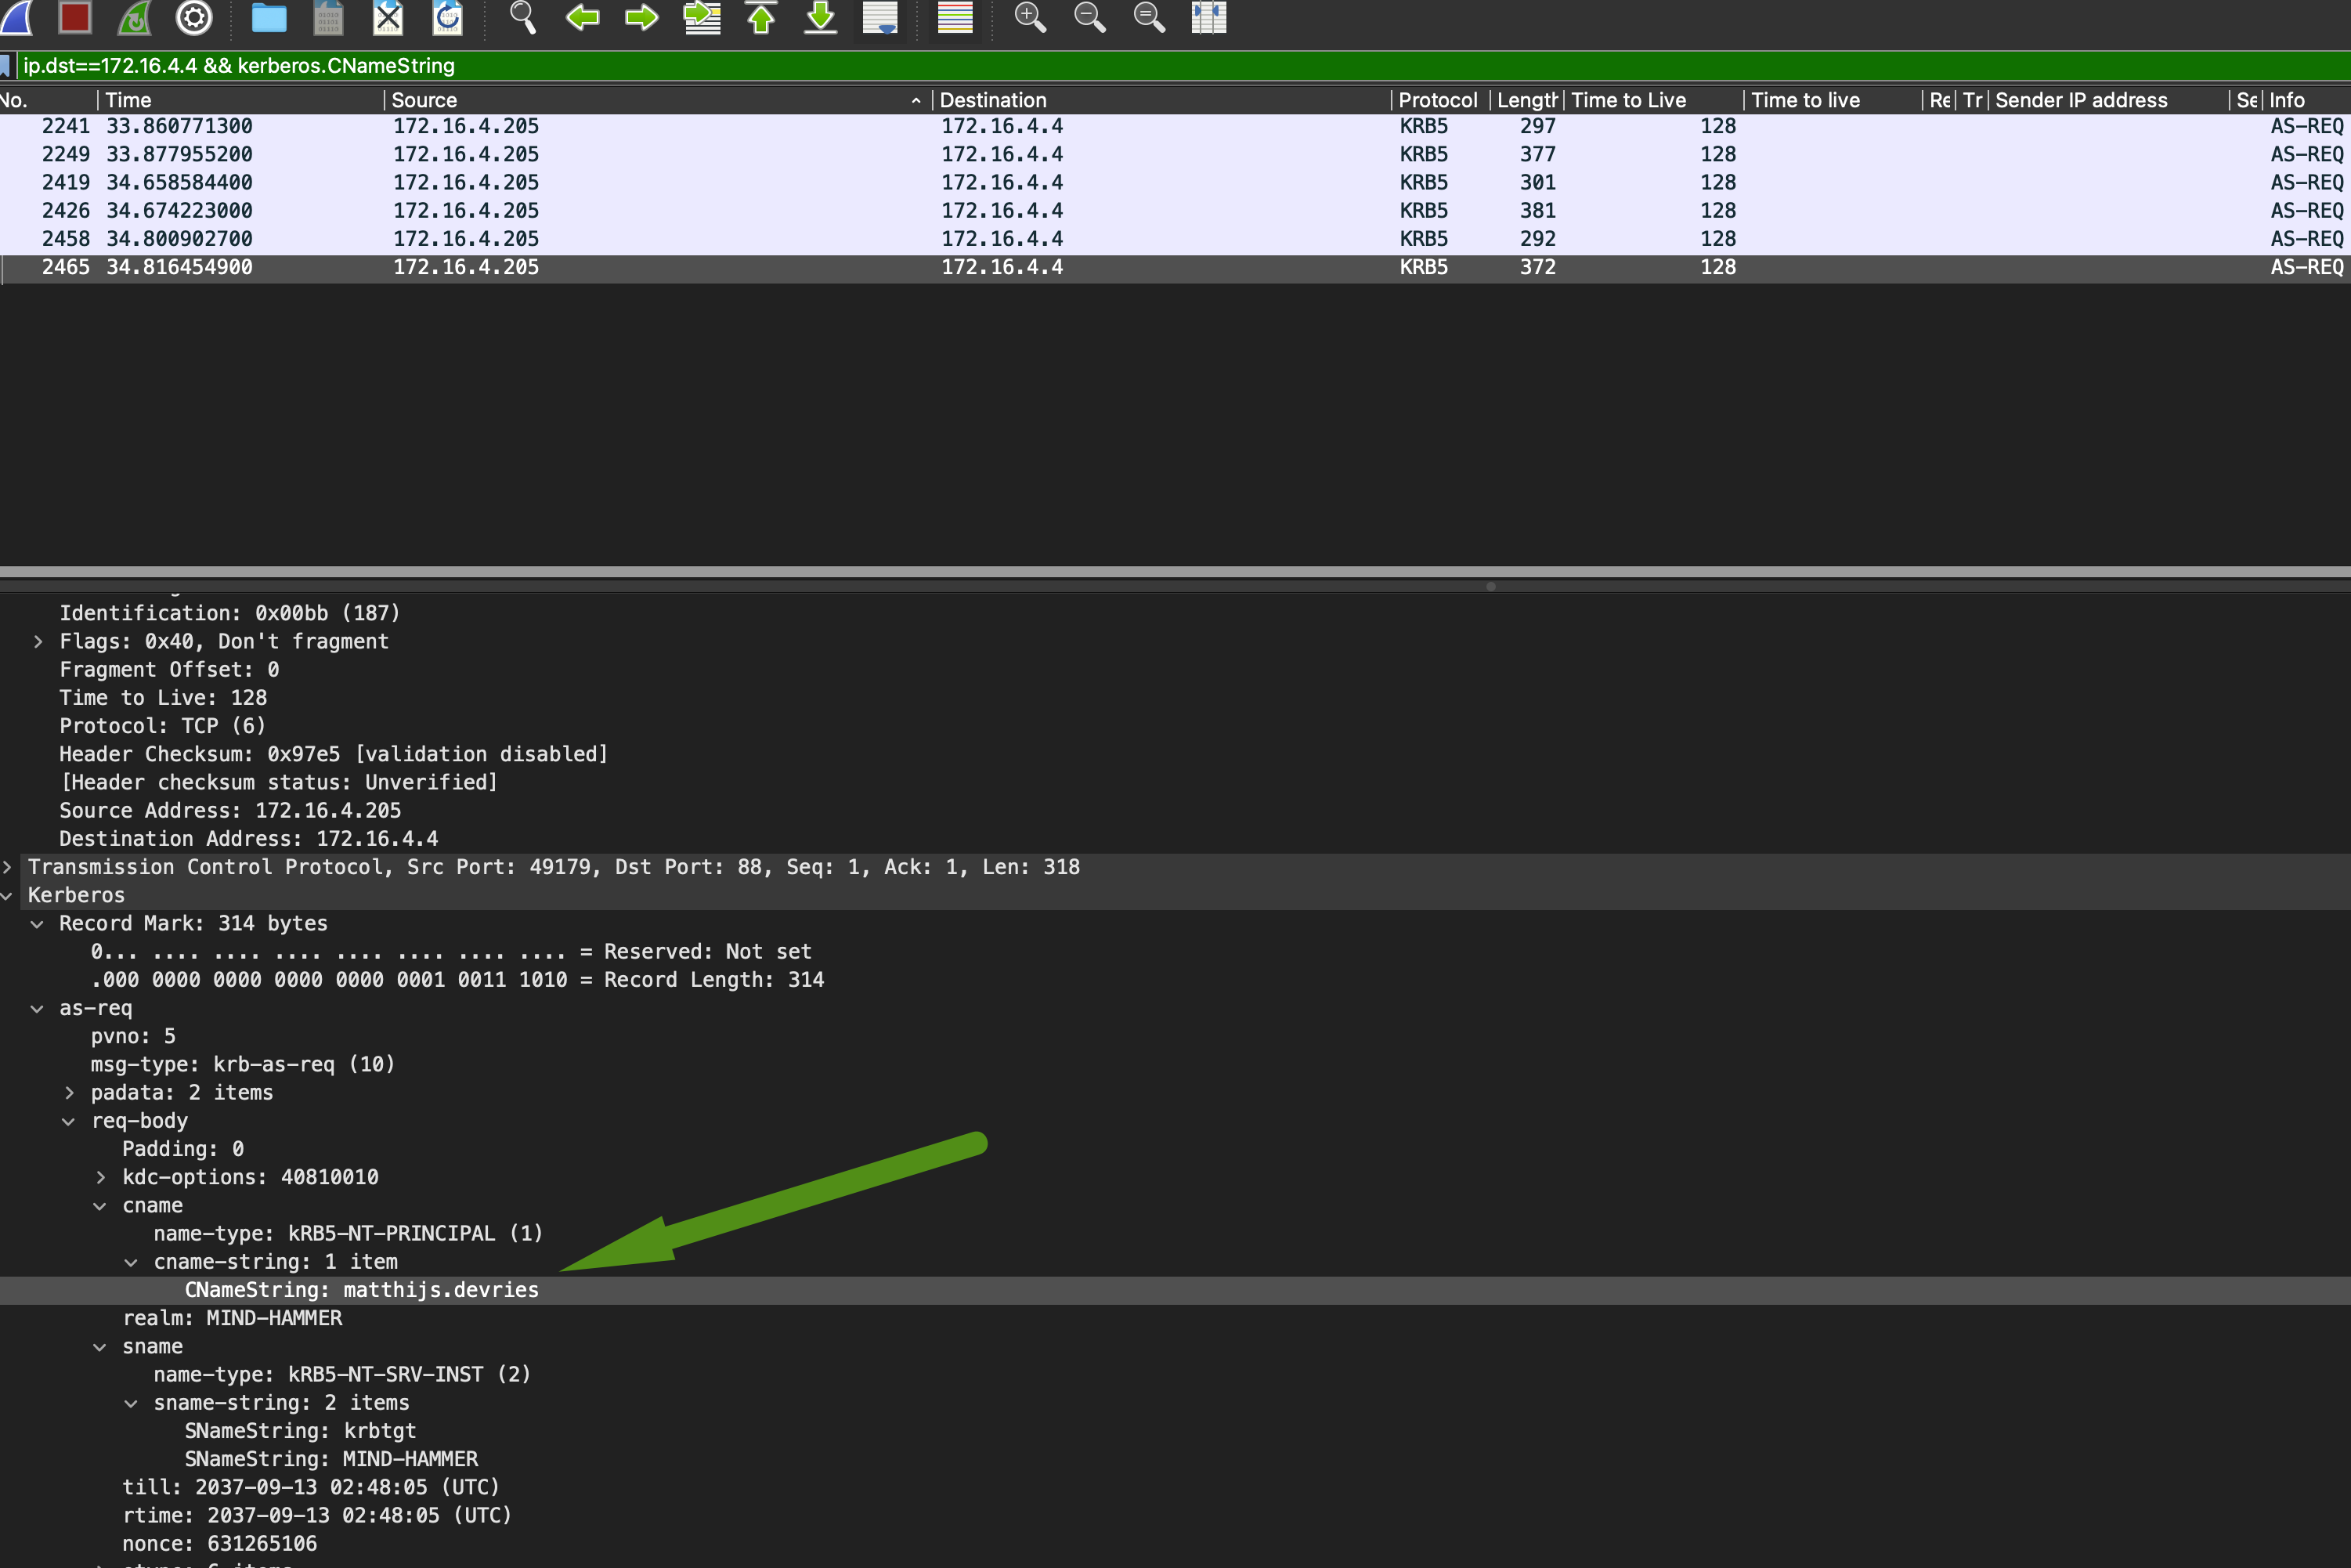 ip.dst==172.16.4.4 && kerberos.CNameString
No. Time Source Destination Protocol Length Time to Live Time to live Re Tr Sender IP address Se Info
2241 33.860771300 172.16.4.205 172.16.4.4 KRB5 297 128 AS-REQ
2249 33.877955200 172.16.4.205 172.16.4.4 KRB5 377 128 AS-REQ
2419 34.658584400 172.16.4.205 172.16.4.4 KRB5 301 128 AS-REQ
2426 34.674223000 172.16.4.205 172.16.4.4 KRB5 381 128 AS-REQ
2458 34.800902700 172.16.4.205 172.16.4.4 KRB5 292 128 AS-REQ
2465 34.816454900 172.16.4.205 172.16.4.4 KRB5 372 128 AS-REQ
Identification: 0x00bb (187)
Flags: 0x40, Don't fragment
Fragment Offset: 0
Time to Live: 128
Protocol: TCP (6)
Header Checksum: 0x97e5 [validation disabled]
[Header checksum status: Unverified]
Source Address: 172.16.4.205
Destination Address: 172.16.4.4
Transmission Control Protocol, Src Port: 49179, Dst Port: 88, Seq: 1, Ack: 1, Len: 318
Kerberos
Record Mark: 314 bytes
0... .... .... .... .... .... .... .... = Reserved: Not set
.000 0000 0000 0000 0000 0001 0011 1010 = Record Length: 314
as-req
pvno: 5
msg-type: krb-as-req (10)
padata: 2 items
req-body
Padding: 0
kdc-options: 40810010
cname
name-type: kRB5-NT-PRINCIPAL (1)
cname-string: 1 item
CNameString: matthijs.devries
realm: MIND-HAMMER
sname
name-type: kRB5-NT-SRV-INST (2)
sname-string: 2 items
SNameString: krbtgt
SNameString: MIND-HAMMER
till: 2037-09-13 02:48:05 (UTC)
rtime: 2037-09-13 02:48:05 (UTC)
nonce: 631265106